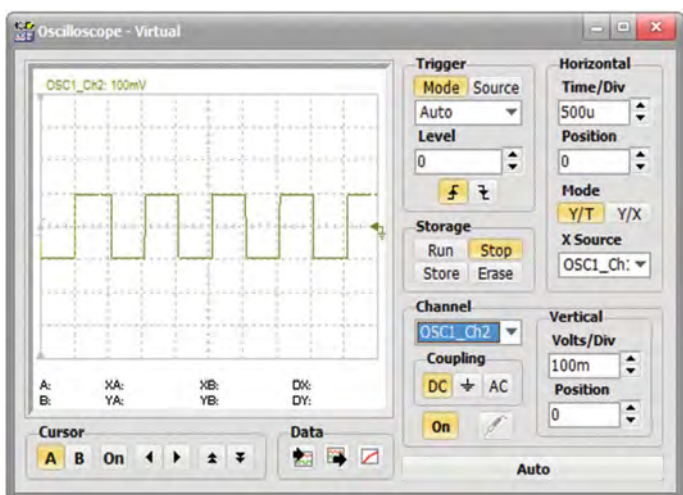 Oscilloscope - Virtual
OSC1_Ch2: 100mV
A: XA: XB: DX:
B: YA: YB: DY:
Cursor
A B On
Data
Trigger
Mode Source
Auto
Level
0
Storage
Run Stop
Store Erase
Channel
OSC1_Ch2
Coupling
DC AC
On
Horizontal
Time/Div
500u
Position
0
Mode
Y/T Y/X
X Source
OSC1_Ch:
Vertical
Volts/Div
100m
Position
0
Auto